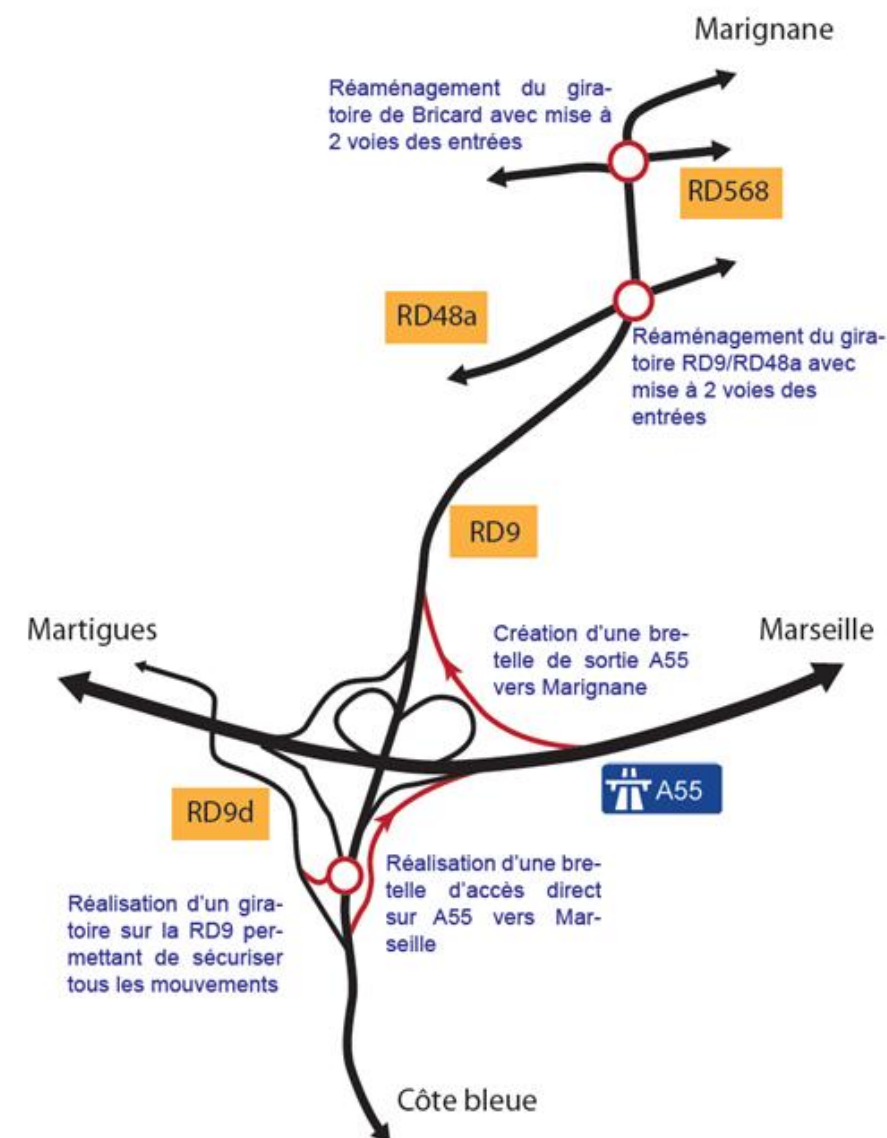 Marignane
Réaménagement du gira-
toire de Bricard avec mise à
2 voies des entrées
RD568
RD48a
Réaménagement du gira-
toire RD9/RD48a avec
mise à 2 voies des
entrées
RD9
Martigues
Création d'une bre-
telle de sortie A55
vers Marignane
Marseille
A55
RD9d
Réalisation d'un gira-
toire sur la RD9 per-
mettant de sécuriser
tous les mouvements
Réalisation d'une bre-
telle d'accès direct
sur A55 vers Mar-
seille
Côte bleue